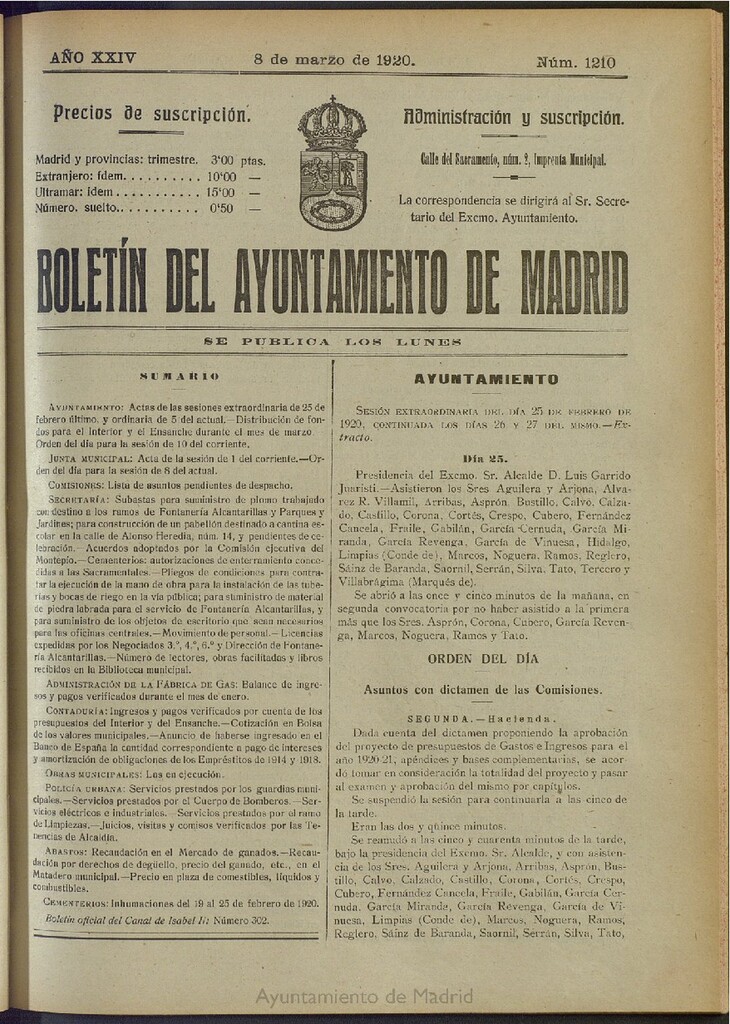 AÑO XXIV
8 de marzo de 1920.
Núm. 1210
Precios de suscripción.
Madrid y provincias: trimestre. 3'00 ptas.
Extranjero: ídem.......... 10'00 —
Ultramar: ídem........... 15'00 —
Número. suelto........... 0'50 —
Administración y suscripción.
Calle del Sacramento, núm. 2, Imprenta Municipal.
La correspondencia se dirigirá al Sr. Secre-
tario del Excmo. Ayuntamiento.
BOLETÍN DEL AYUNTAMIENTO DE MADRID
SE PUBLICA LOS LUNES
SUMARIO
AYUNTAMIENTO: Actas de las sesiones extraordinaria de 25 de
febrero último, y ordinaria de 5 del actual.—Distribución de fon-
dos para el Interior y el Ensanche durante el mes de marzo.
Orden del día para la sesión de 10 del corriente.
JUNTA MUNICIPAL: Acta de la sesión de 1 del corriente.—Or-
den del día para la sesión de 8 del actual.
COMISIONES: Lista de asuntos pendientes de despacho.
SECRETARÍA: Subastas para suministro de plomo trabajado
con destino a los ramos de Fontanería Alcantarillas y Parques y
Jardines; para construcción de un pabellón destinado a cantina es-
colar en la calle de Alonso Heredia, núm. 14, y pendientes de ce-
lebración.—Acuerdos adoptados por la Comisión ejecutiva del
Montepío.—Cementerios: autorizaciones de enterramiento conce-
didas a las Sacramentales.—Pliegos de condiciones para contra-
tar la ejecución de la mano de obra para la instalación de las tube-
rías y bocas de riego en la vía pública; para suministro de material
de piedra labrada para el servicio de Fontanería Alcantarillas, y
para suministro de los objetos de escritorio que sean necesarios
para las oficinas centrales.—Movimiento de personal.—Licencias
expedidas por los Negociados 3.º, 4.º, 6.º y Dirección de Fontane-
ría Alcantarillas.—Número de lectores, obras facilitadas y libros
recibidos en la Biblioteca municipal.
ADMINISTRACIÓN DE LA FÁBRICA DE GAS: Balance de ingre-
sos y pagos verificados durante el mes de enero.
CONTADURÍA: Ingresos y pagos verificados por cuenta de los
presupuestos del Interior y del Ensanche.—Cotización en Bolsa
de los valores municipales.—Anuncio de haberse ingresado en el
Banco de España la cantidad correspondiente a pago de intereses
y amortización de obligaciones de los Empréstitos de 1914 y 1918.
OBRAS MUNICIPALES: Las en ejecución.
POLICÍA URBANA: Servicios prestados por los guardias muni-
cipales.—Servicios prestados por el Cuerpo de Bomberos.—Ser-
vicios eléctricos e industriales.—Servicios prestados por el ramo
de Limpiezas.—Juicios, visitas y comisos verificados por las Te-
nencias de Alcaldía.
ABASTOS: Recaudación en el Mercado de ganados.—Recau-
dación por derechos de degüello, precio del ganado, etc., en el
Matadero municipal.—Precio en plaza de comestibles, líquidos y
combustibles.
CEMENTERIOS: Inhumaciones del 19 al 25 de febrero de 1920.
Boletín oficial del Canal de Isabel II: Número 302.
AYUNTAMIENTO
SESIÓN EXTRAORDINARIA DEL DÍA 25 DE FEBRERO DE
1920, CONTINUADA LOS DÍAS 26 Y 27 DEL MISMO.—Ex-
tracto.
Día 25.
Presidencia del Excmo. Sr. Alcalde D. Luis Garrido
Juaristi.—Asistieron los Sres Aguilera y Arjona, Alva-
rez R. Villamil, Arribas, Asprón. Bustillo, Calvo, Calza-
do, Castillo, Corona, Cortés, Crespo, Cubero, Fernández
Cancela, Fraile, Gabilán, García Cernuda, García Mi-
randa, García Revenga, García de Vinuesa, Hidalgo,
Limpias (Conde de), Marcos, Noguera. Ramos, Reglero,
Sáinz de Baranda, Saornil, Serrán, Silva, Tato, Tercero y
Villabrágima (Marqués de).
Se abrió a las once y cinco minutos de la mañana, en
segunda convocatoria por no haber asistido a la primera
más que los Sres. Asprón, Corona, Cubero, García Reven-
ga, Marcos, Noguera, Ramos y Tato.
ORDEN DEL DÍA
Asuntos con dictamen de las Comisiones.
SEGUNDA.—Hacienda.
Dada cuenta del dictamen proponiendo la aprobación
del proyecto de presupuestos de Gastos e Ingresos para el
año 1920-21, apéndices y bases complementarias, se acor-
dó tomar en consideración la totalidad del proyecto y pasar
al examen y aprobación del mismo por capítulos.
Se suspendió la sesión para continuarla a las cinco de
la tarde.
Eran las dos y quince minutos.
Se reanudó a las cinco y cuarenta minutos de la tarde,
bajo la presidencia del Excmo. Sr. Alcalde, y con asisten-
cia de los Sres. Aguilera y Arjona, Arribas, Asprón, Bus-
tillo, Calvo, Calzado, Castillo, Corona, Cortés, Crespo,
Cubero, Fernández Cancela, Fraile, Gabilán, García Cer-
nuda, García Miranda, García Revenga, García de Vi-
nuesa, Limpias (Conde de), Marcos, Noguera, Ramos,
Reglero, Sáinz de Baranda, Saornil, Serrán, Silva, Tato,
Ayuntamiento de Madrid